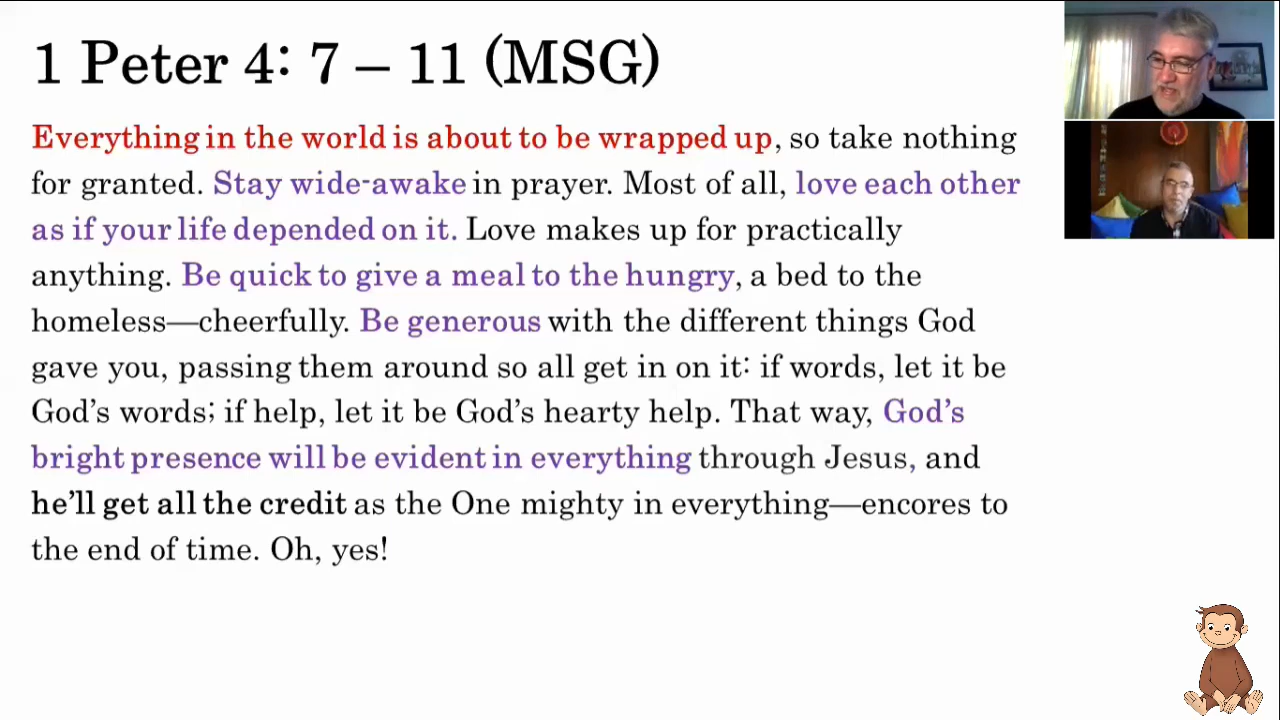 1 Peter 4: 7 – 11 (MSG)
Everything in the world is about to be wrapped up, so take nothing
for granted. Stay wide-awake in prayer. Most of all, love each other
as if your life depended on it. Love makes up for practically
anything. Be quick to give a meal to the hungry, a bed to the
homeless—cheerfully. Be generous with the different things God
gave you, passing them around so all get in on it: if words, let it be
God’s words; if help, let it be God’s hearty help. That way, God’s
bright presence will be evident in everything through Jesus, and
he’ll get all the credit as the One mighty in everything—encores to
the end of time. Oh, yes!